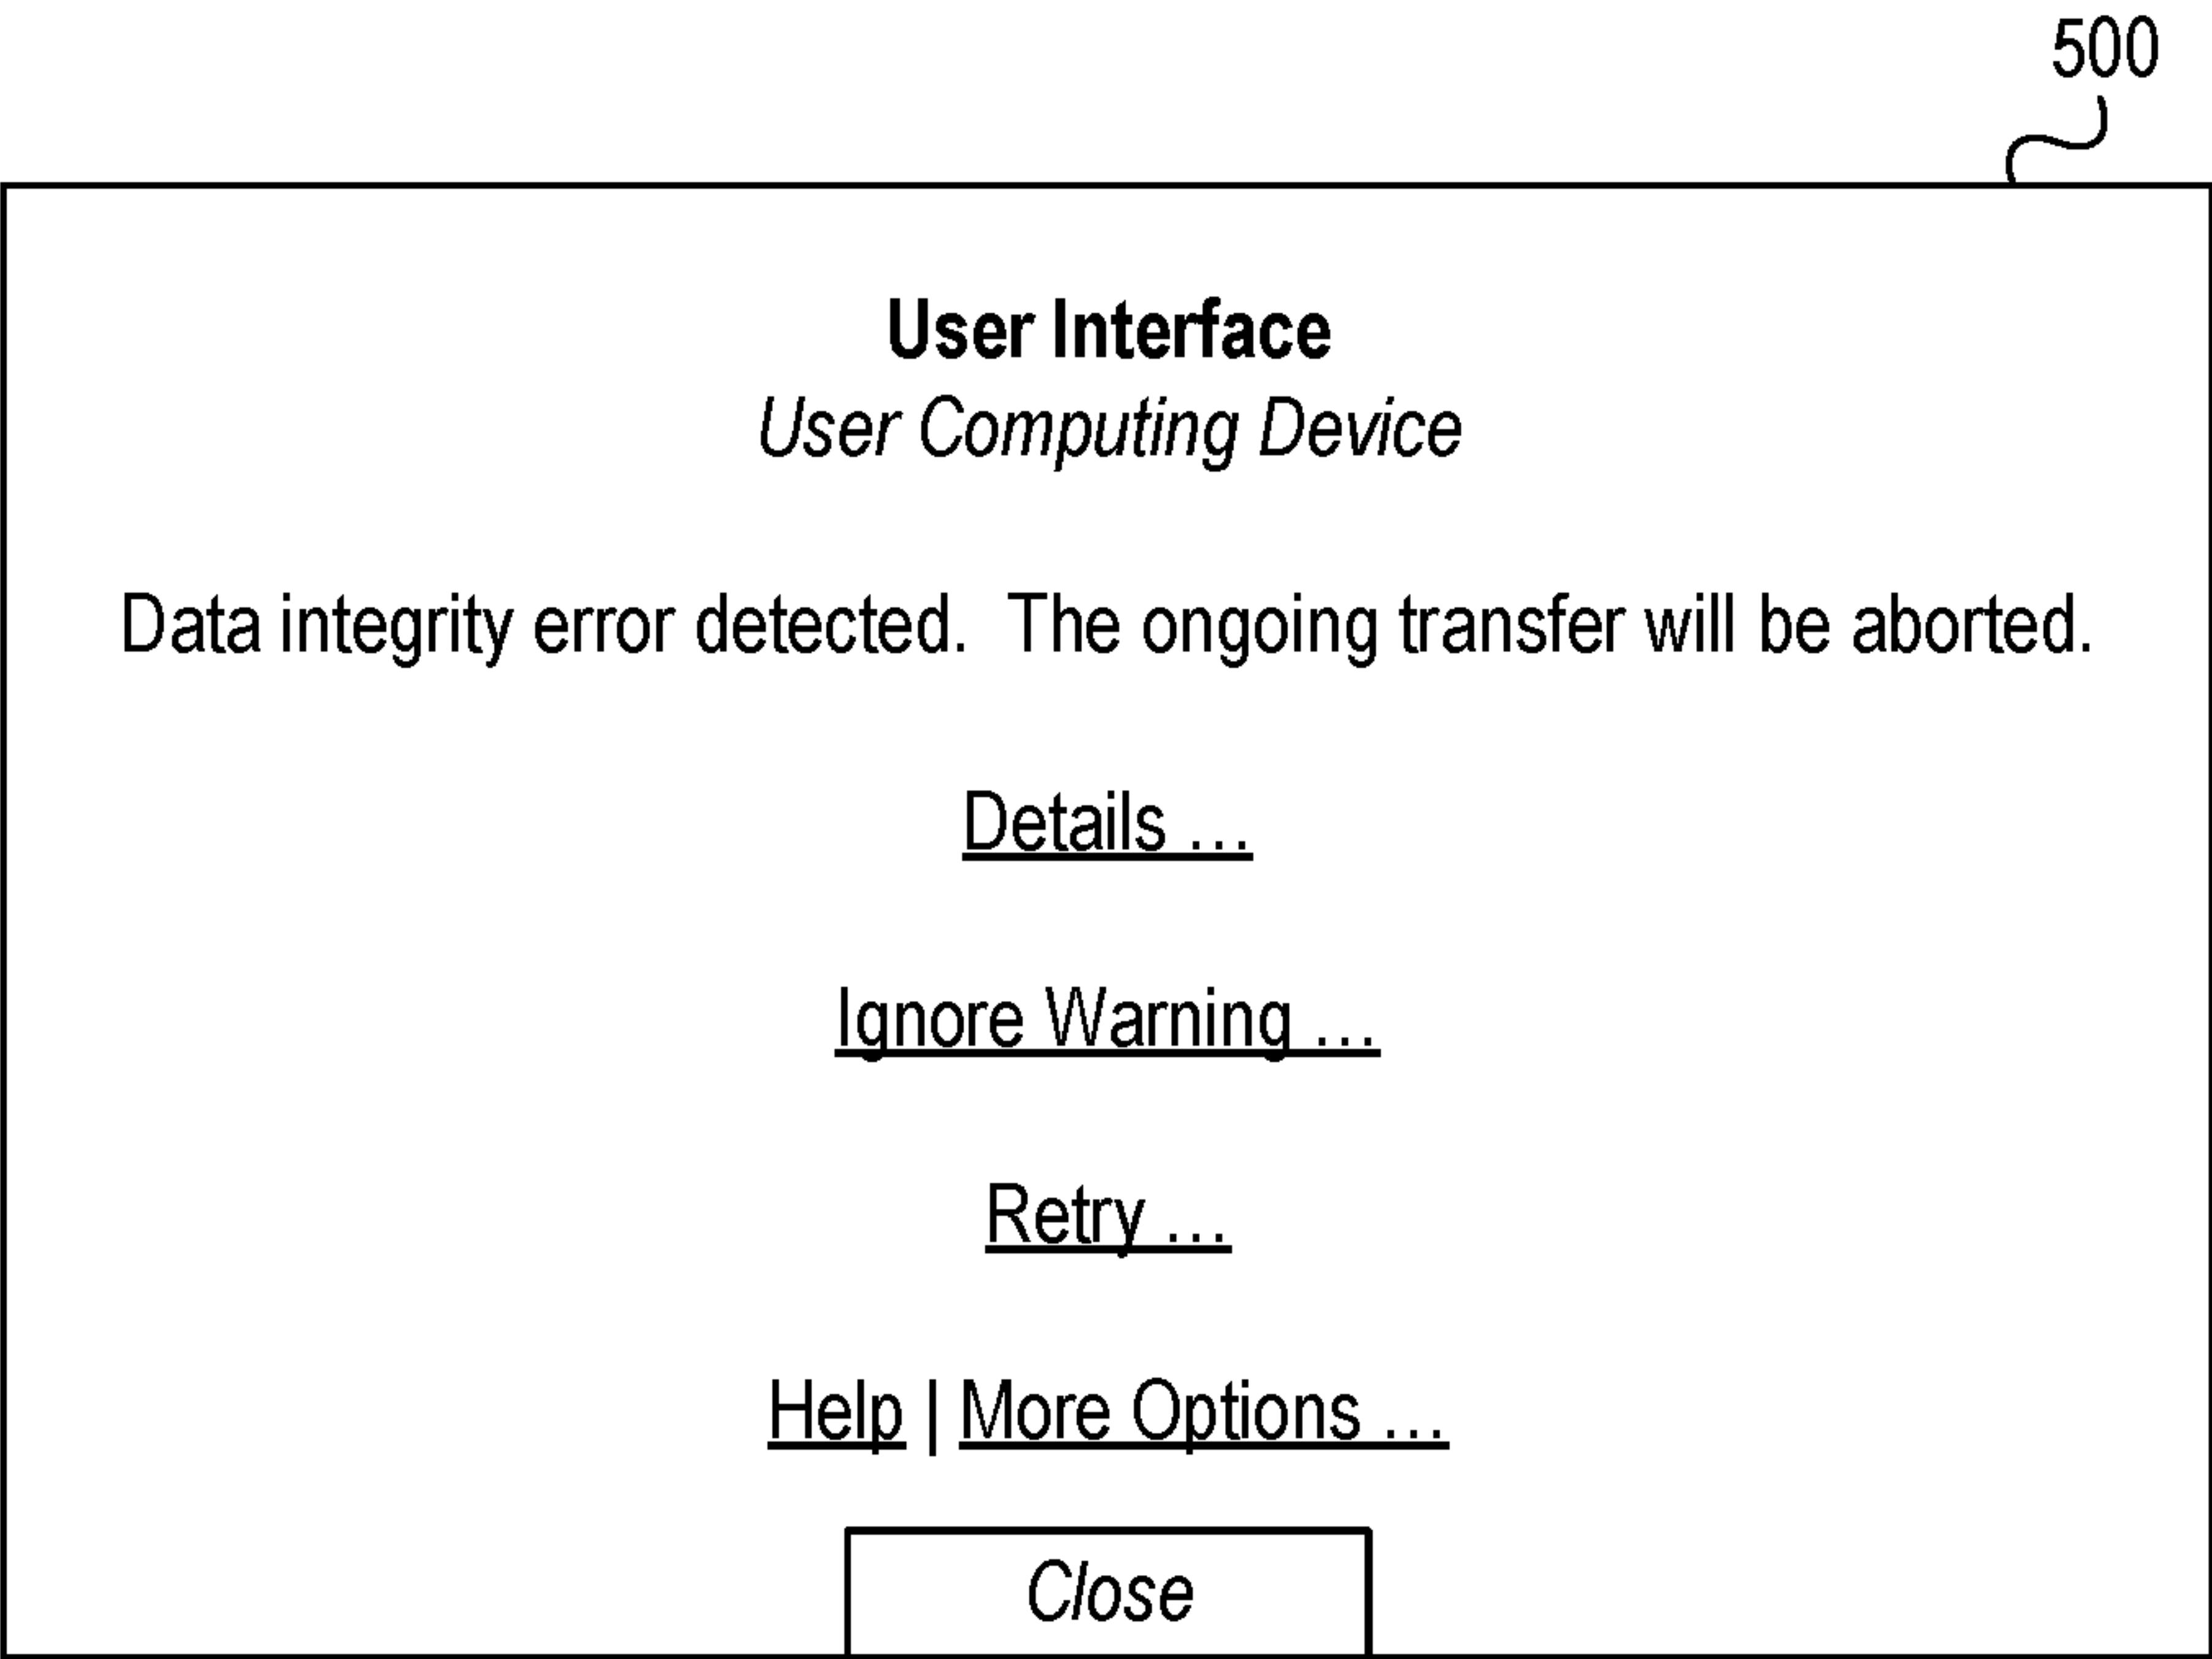 500
User Interface
User Computing Device
Data integrity error detected.  The ongoing transfer will be aborted.
Details ...
Ignore Warning ...
Retry ...
Help | More Options ...
Close